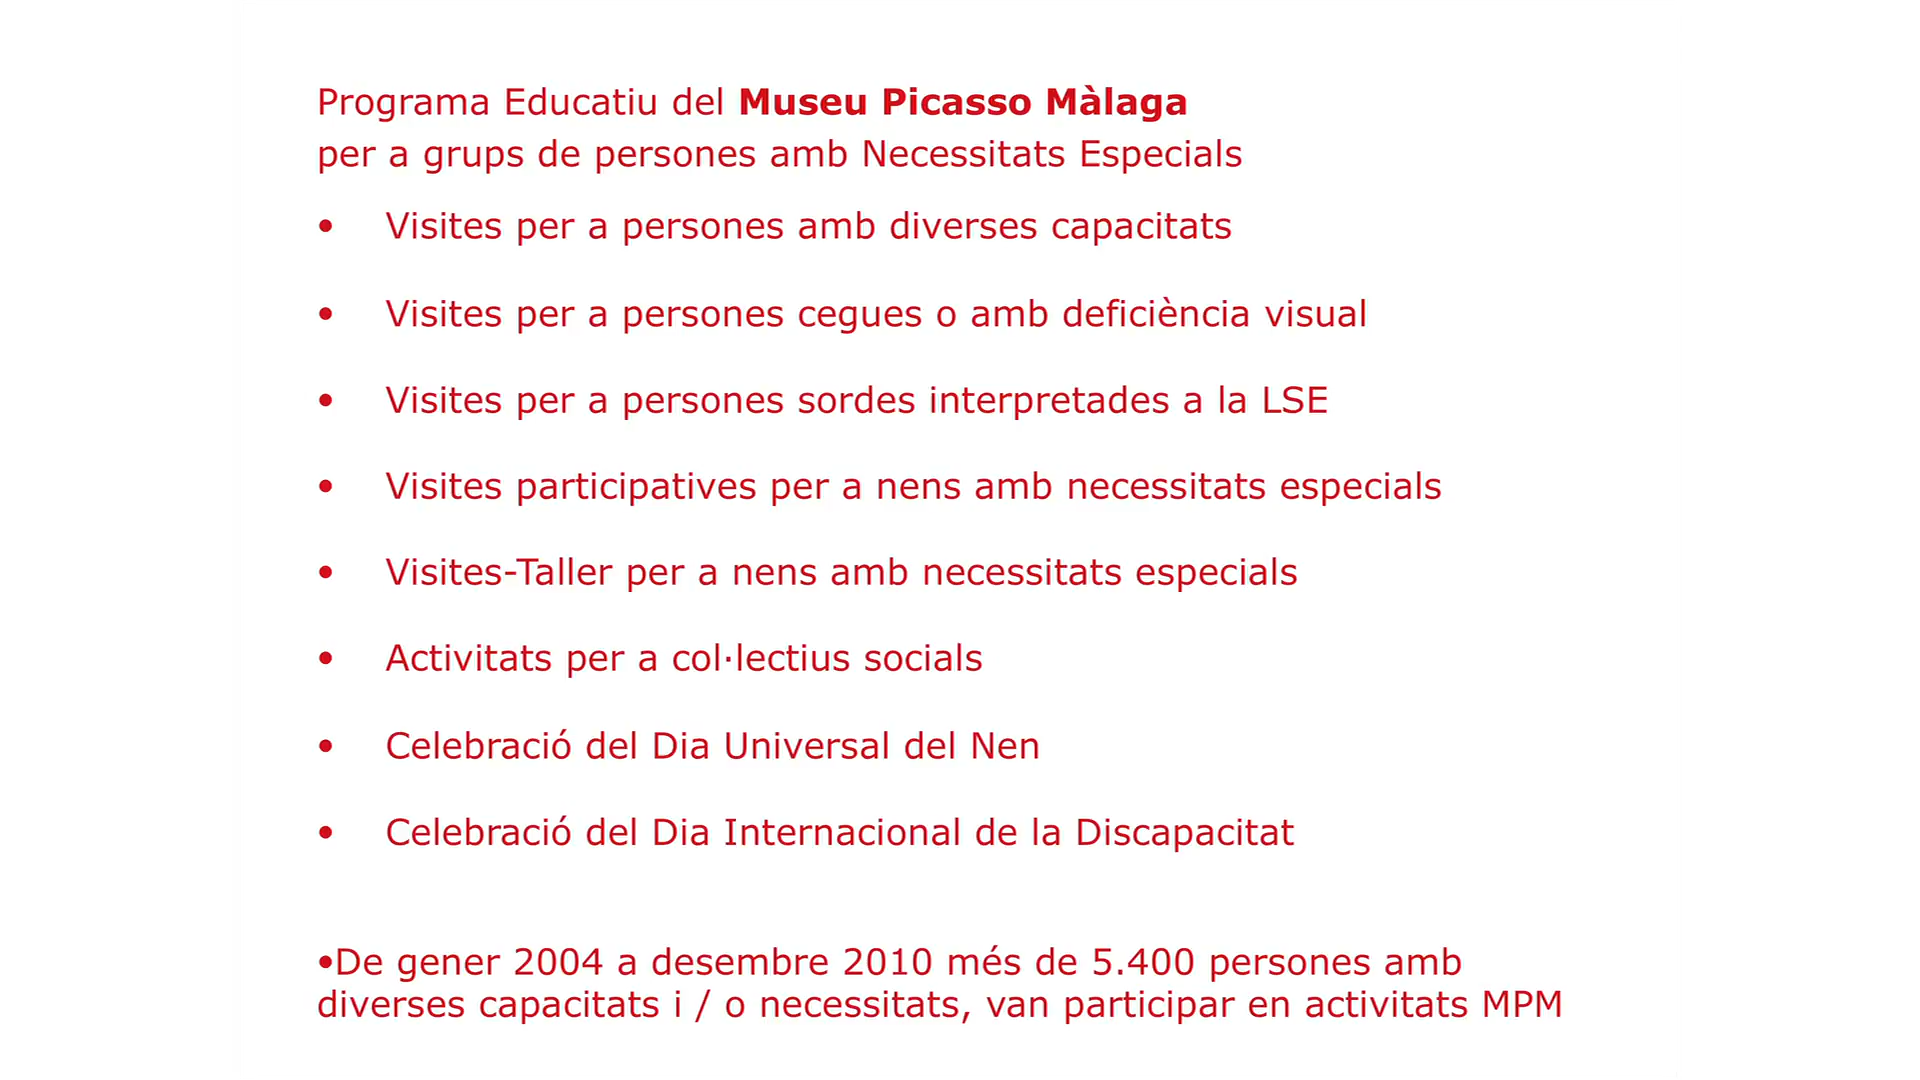 Programa Educatiu del Museu Picasso Màlaga
per a grups de persones amb Necessitats Especials
• Visites per a persones amb diverses capacitats
• Visites per a persones cegues o amb deficiència visual
• Visites per a persones sordes interpretades a la LSE
• Visites participatives per a nens amb necessitats especials
• Visites-Taller per a nens amb necessitats especials
• Activitats per a col·lectius socials
• Celebració del Dia Universal del Nen
• Celebració del Dia Internacional de la Discapacitat
•De gener 2004 a desembre 2010 més de 5.400 persones amb
diverses capacitats i / o necessitats, van participar en activitats MPM